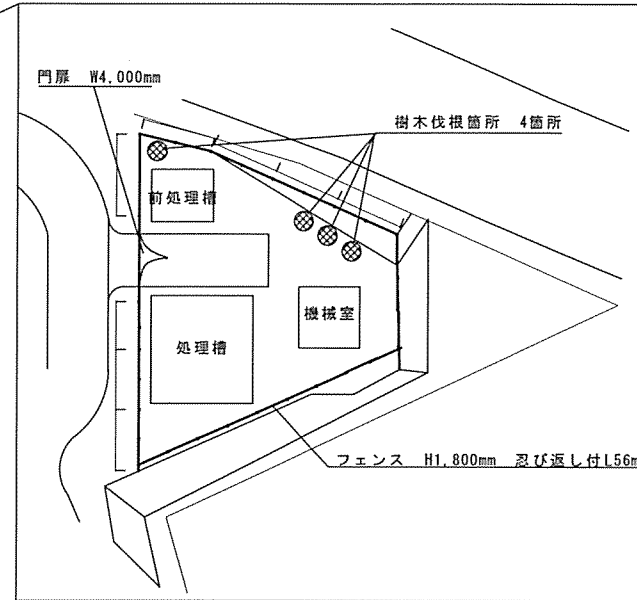 門扉 W4,000mm
樹木伐根箇所 4箇所
前処理槽
機械室
処理槽
フェンス H1,800mm 忍び返し付L56m